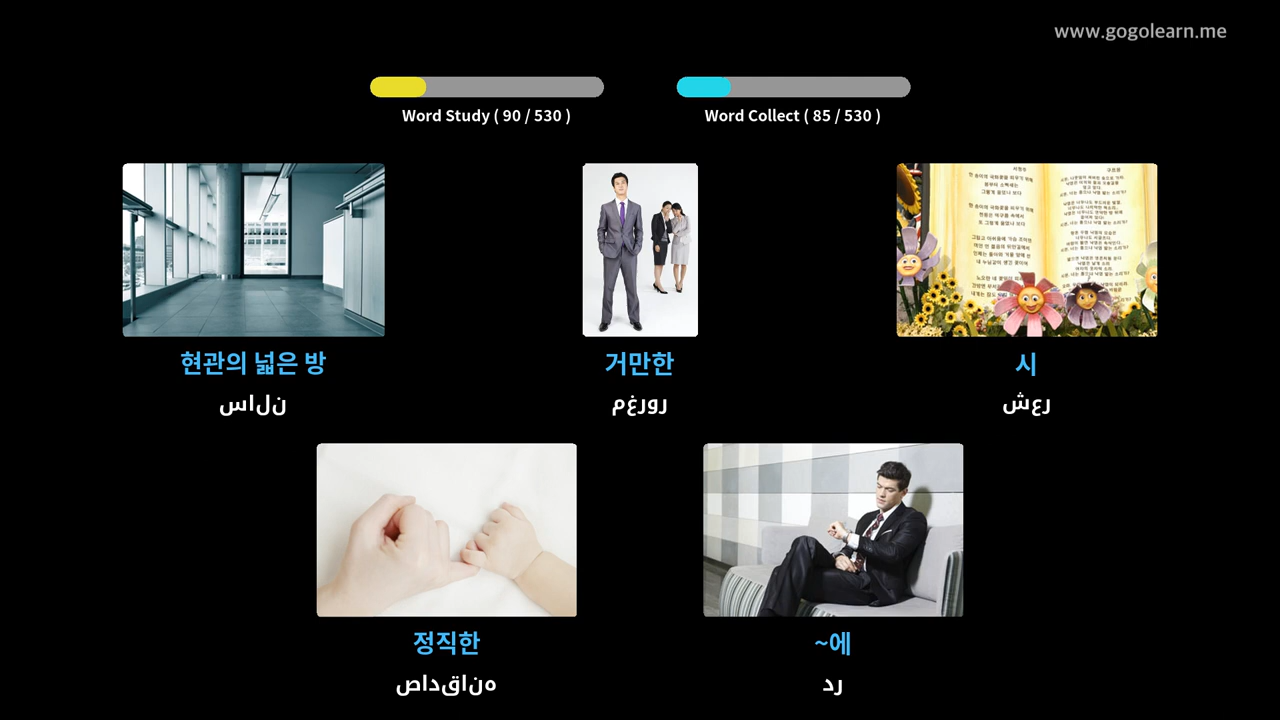 www.gogolearn.me
Word Study ( 90 / 530 )
Word Collect ( 85 / 530 )
현관의 넓은 방
거만한
시
سالن
مغرور
شعر
정직한
~에
صادقانه
در